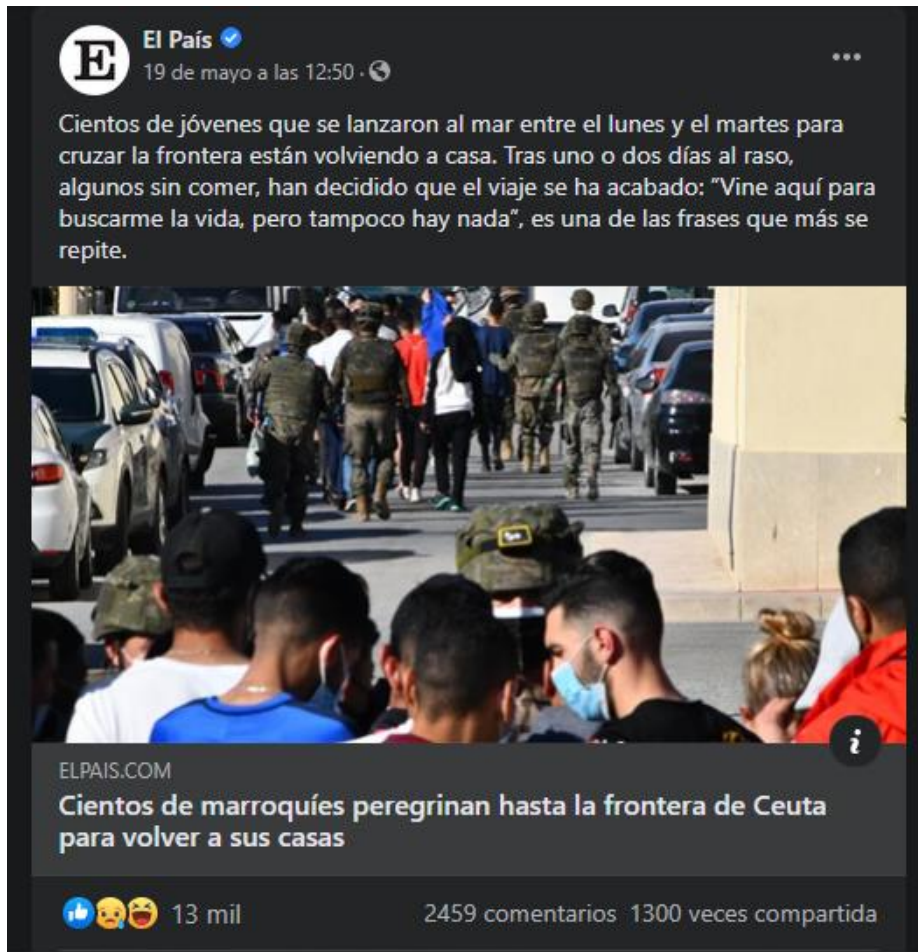 El País
19 de mayo a las 12:50 ·
Cientos de jóvenes que se lanzaron al mar entre el lunes y el martes para
cruzar la frontera están volviendo a casa. Tras uno o dos días al raso,
algunos sin comer, han decidido que el viaje se ha acabado: “Vine aquí para
buscarme la vida, pero tampoco hay nada”, es una de las frases que más se
repite.
ELPAIS.COM
Cientos de marroquíes peregrinan hasta la frontera de Ceuta
para volver a sus casas
13 mil
2459 comentarios 1300 veces compartida